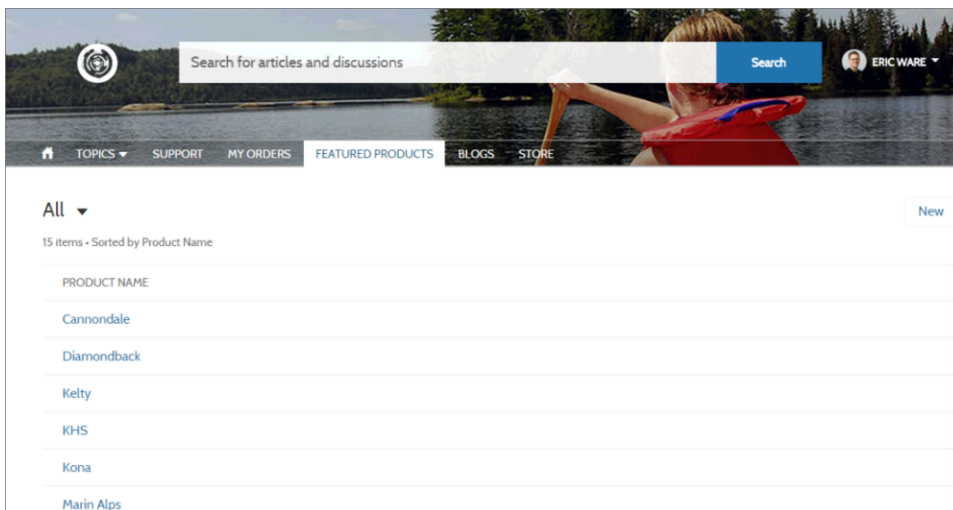 Search for articles and discussions
Search
ERIC WARE
TOPICS SUPPORT MY ORDERS FEATURED PRODUCTS BLOGS STORE
All
New
15 items • Sorted by Product Name
PRODUCT NAME
Cannondale
Diamondback
Kelty
KHS
Kona
Marin Alps